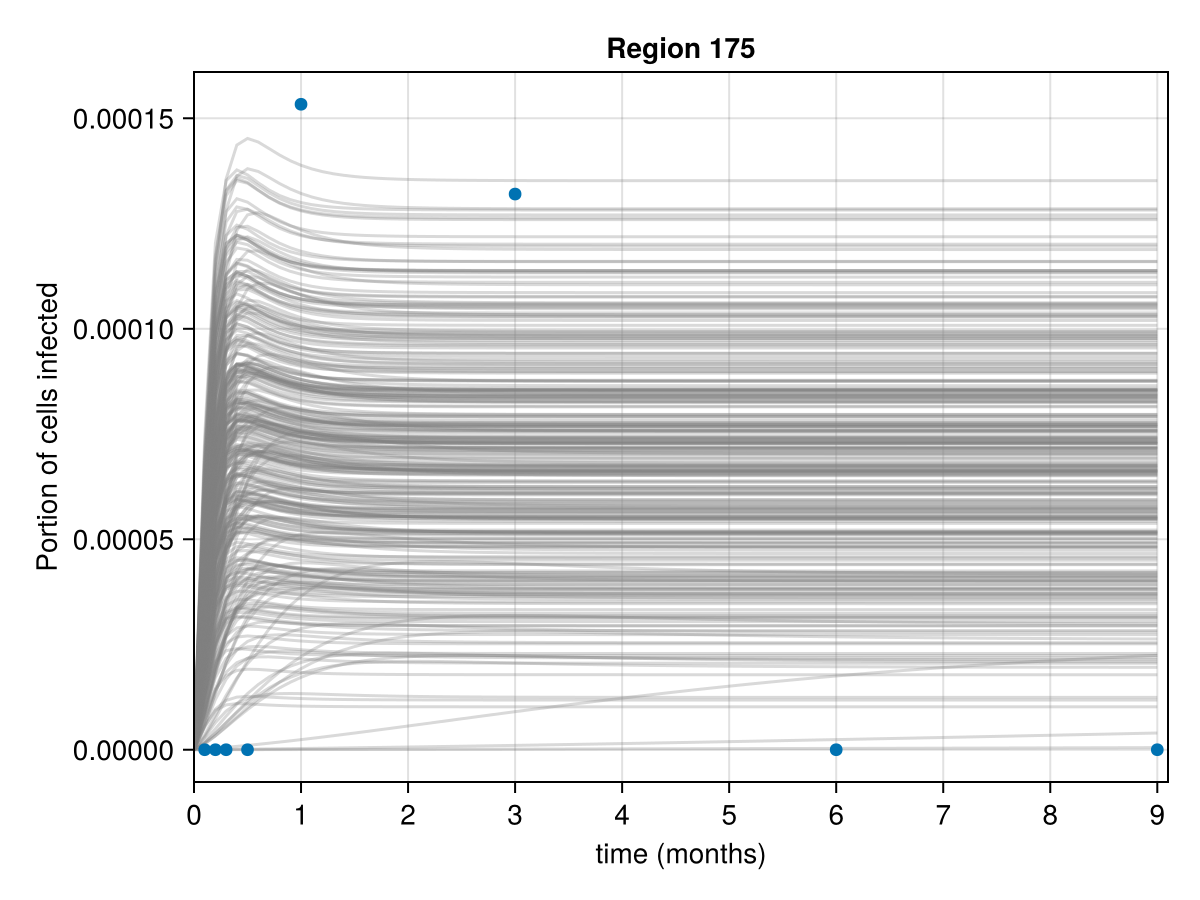 Region 175
Portion of cells infected
0.00015
0.00010
0.00005
0.00000
0 1 2 3 4 5 6 7 8 9
time (months)